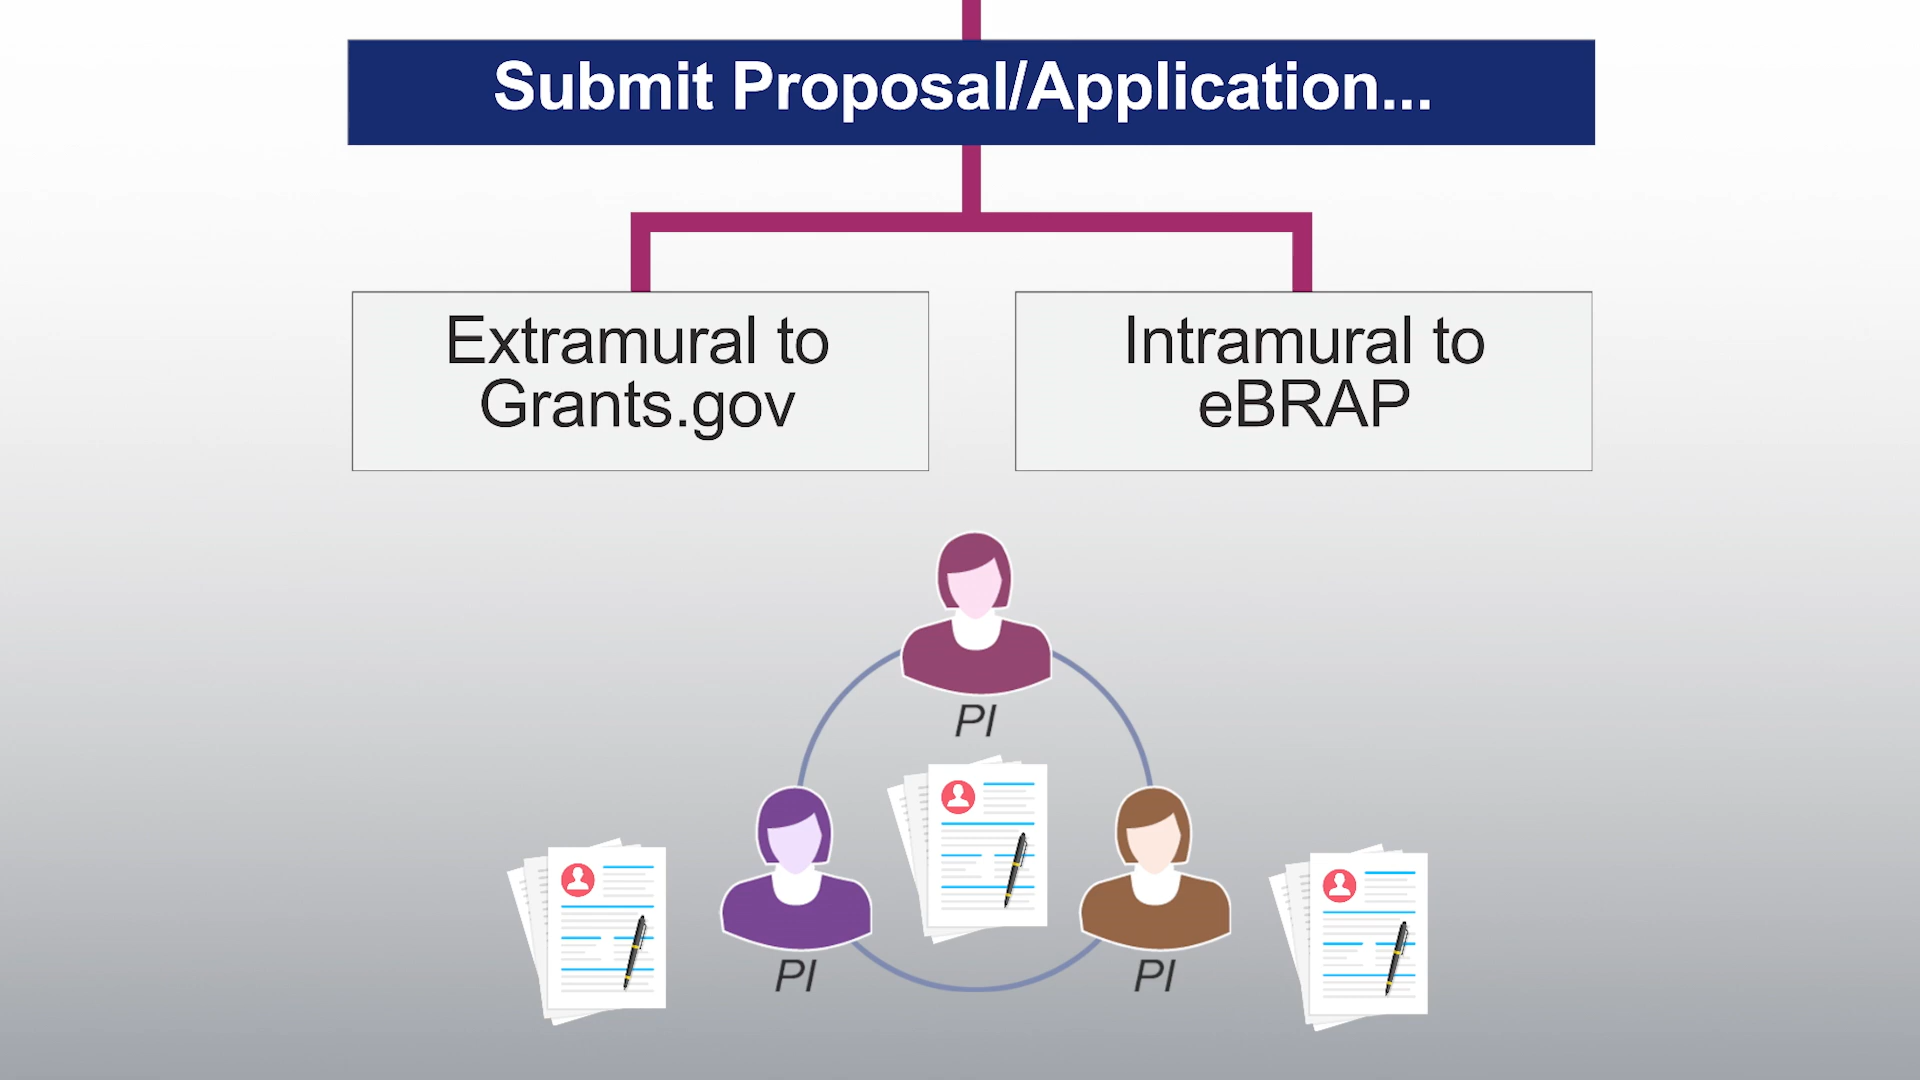 Submit Proposal/Application...
Extramural to
Grants.gov
Intramural to
eBRAP
PI
PI
PI